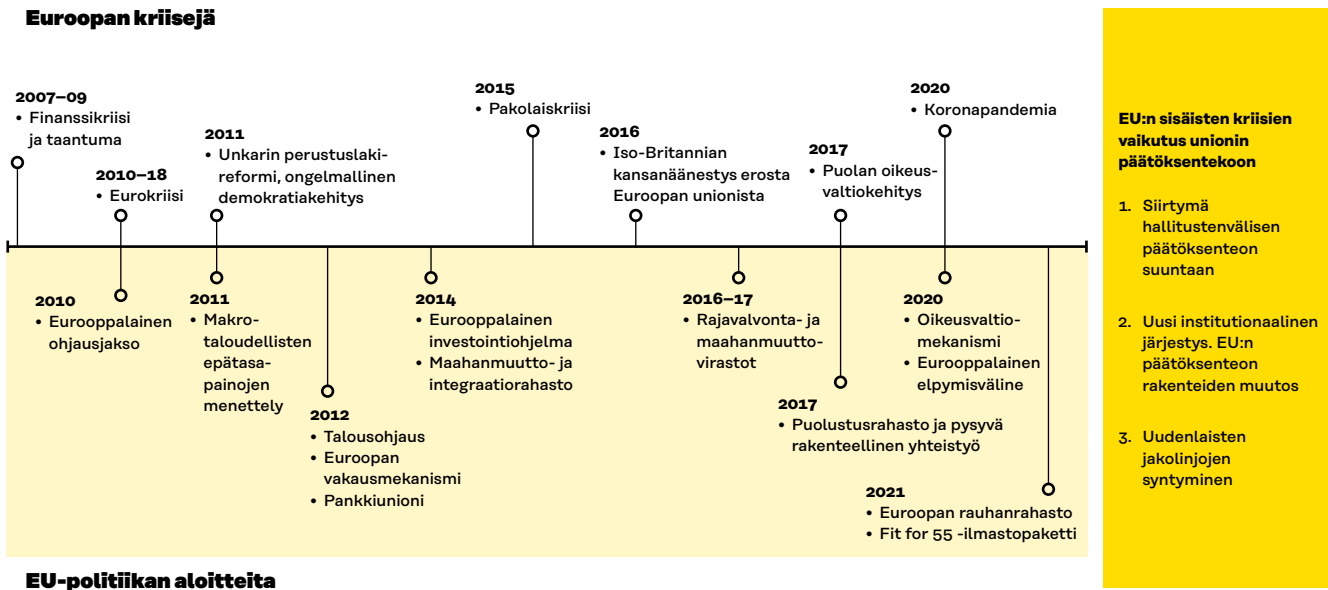 Euroopan kriisejä
2007–09
• Finanssikriisi
ja taantuma
2010–18
• Eurokriisi
2011
• Unkarin perustuslaki-
reformi, ongelmallinen
demokratiakehitys
2015
• Pakolaiskriisi
2016
• Iso-Britannian
kansanäänestys erosta
Euroopan unionista
2017
• Puolan oikeus-
valtiokehitys
2020
• Koronapandemia
2010
• Eurooppalainen
ohjausjakso
2011
• Makro-
taloudellisten
epätasa-
painojen
menettely
2012
• Talousohjaus
• Euroopan
vakausmekanismi
• Pankkiunioni
2014
• Eurooppalainen
investointiohjelma
• Maahanmuutto- ja
integraatiorahasto
2016–17
• Rajavalvonta- ja
maahanmuutto-
virastot
2017
• Puolustusrahasto ja pysyvä
rakenteellinen yhteistyö
2020
• Oikeusvaltio-
mekanismi
• Eurooppalainen
elpymisväline
2021
• Euroopan rauhanrahasto
• Fit for 55 -ilmastopaketti
EU-politiikan aloitteita
EU:n sisäisten kriisien
vaikutus unionin
päätöksentekoon
1. Siirtymä
hallitustenvälisen
päätöksenteon
suuntaan
2. Uusi institutionaalinen
järjestys. EU:n
päätöksenteon
rakenteiden muutos
3. Uudenlaisten
jakolinjojen
syntyminen